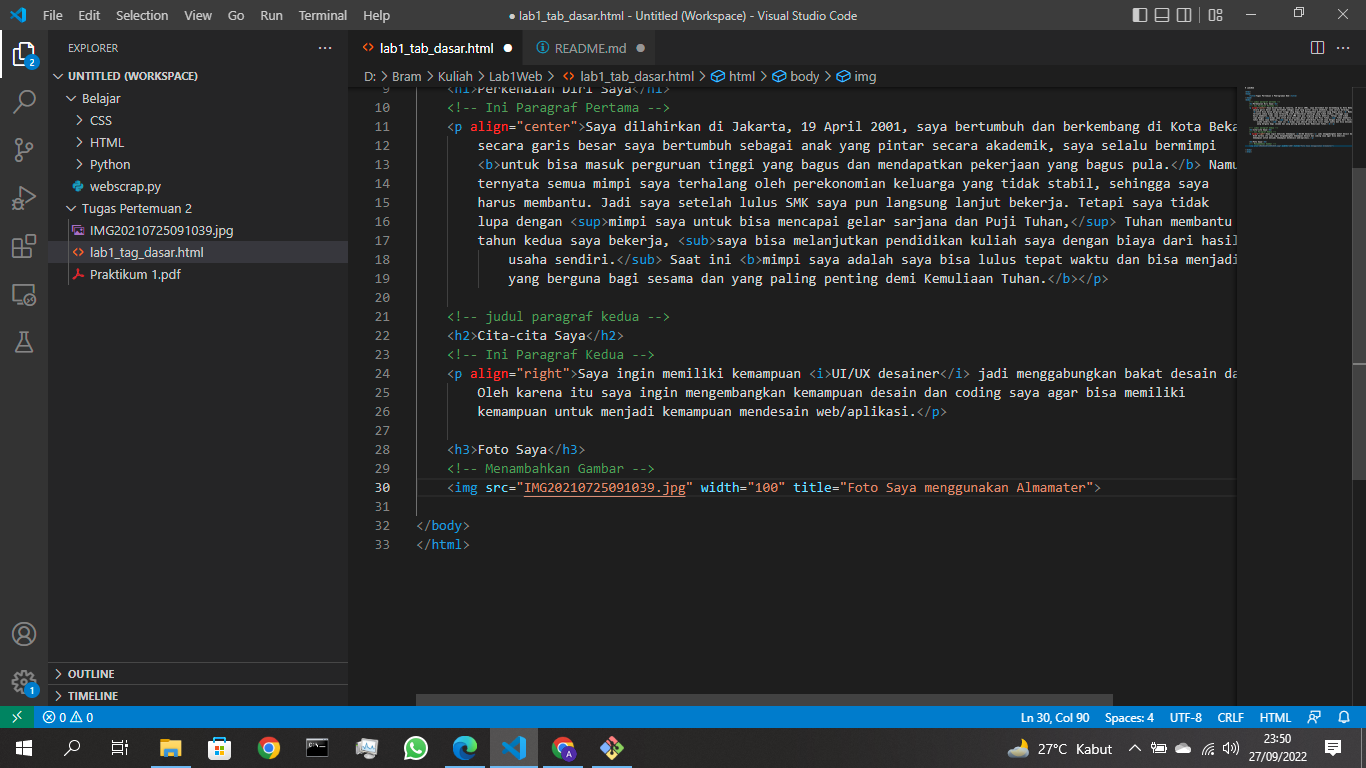 File Edit Selection View Go Run Terminal Help
● lab1_tab_dasar.html - Untitled (Workspace) - Visual Studio Code
EXPLORER
UNTITLED (WORKSPACE)
Belajar
CSS
HTML
Python
webscrap.py
Tugas Pertemuan 2
IMG20210725091039.jpg
lab1_tag_dasar.html
Praktikum 1.pdf
OUTLINE
TIMELINE
2
1
lab1_tab_dasar.html
README.md
D: > Bram > Kuliah > Lab1Web > lab1_tab_dasar.html > html > body > img
9 <h1>Perkenalan Diri Saya</h1>
10 <!-- Ini Paragraf Pertama -->
11 <p align="center">Saya dilahirkan di Jakarta, 19 April 2001, saya bertumbuh dan berkembang di Kota Beka
12 secara garis besar saya bertumbuh sebagai anak yang pintar secara akademik, saya selalu bermimpi
13 <b>untuk bisa masuk perguruan tinggi yang bagus dan mendapatkan pekerjaan yang bagus pula.</b> Namu
14 ternyata semua mimpi saya terhalang oleh perekonomian keluarga yang tidak stabil, sehingga saya
15 harus membantu. Jadi saya setelah lulus SMK saya pun langsung lanjut bekerja. Tetapi saya tidak
16 lupa dengan <sup>mimpi saya untuk bisa mencapai gelar sarjana dan Puji Tuhan,</sup> Tuhan membantu
17 tahun kedua saya bekerja, <sub>saya bisa melanjutkan pendidikan kuliah saya dengan biaya dari hasil
18 usaha sendiri.</sub> Saat ini <b>mimpi saya adalah saya bisa lulus tepat waktu dan bisa menjadi
19 yang berguna bagi sesama dan yang paling penting demi Kemuliaan Tuhan.</b></p>
20
21 <!-- judul paragraf kedua -->
22 <h2>Cita-cita Saya</h2>
23 <!-- Ini Paragraf Kedua -->
24 <p align="right">Saya ingin memiliki kemampuan <i>UI/UX desainer</i> jadi menggabungkan bakat desain da
25 Oleh karena itu saya ingin mengembangkan kemampuan desain dan coding saya agar bisa memiliki
26 kemampuan untuk menjadi kemampuan mendesain web/aplikasi.</p>
27
28 <h3>Foto Saya</h3>
29 <!-- Menambahkan Gambar -->
30 <img src="IMG20210725091039.jpg" width="100" title="Foto Saya menggunakan Almamater">
31
32 </body>
33 </html>
0 0
Ln 30, Col 90 Spaces: 4 UTF-8 CRLF HTML
27°C Kabut
23:50
27/09/2022